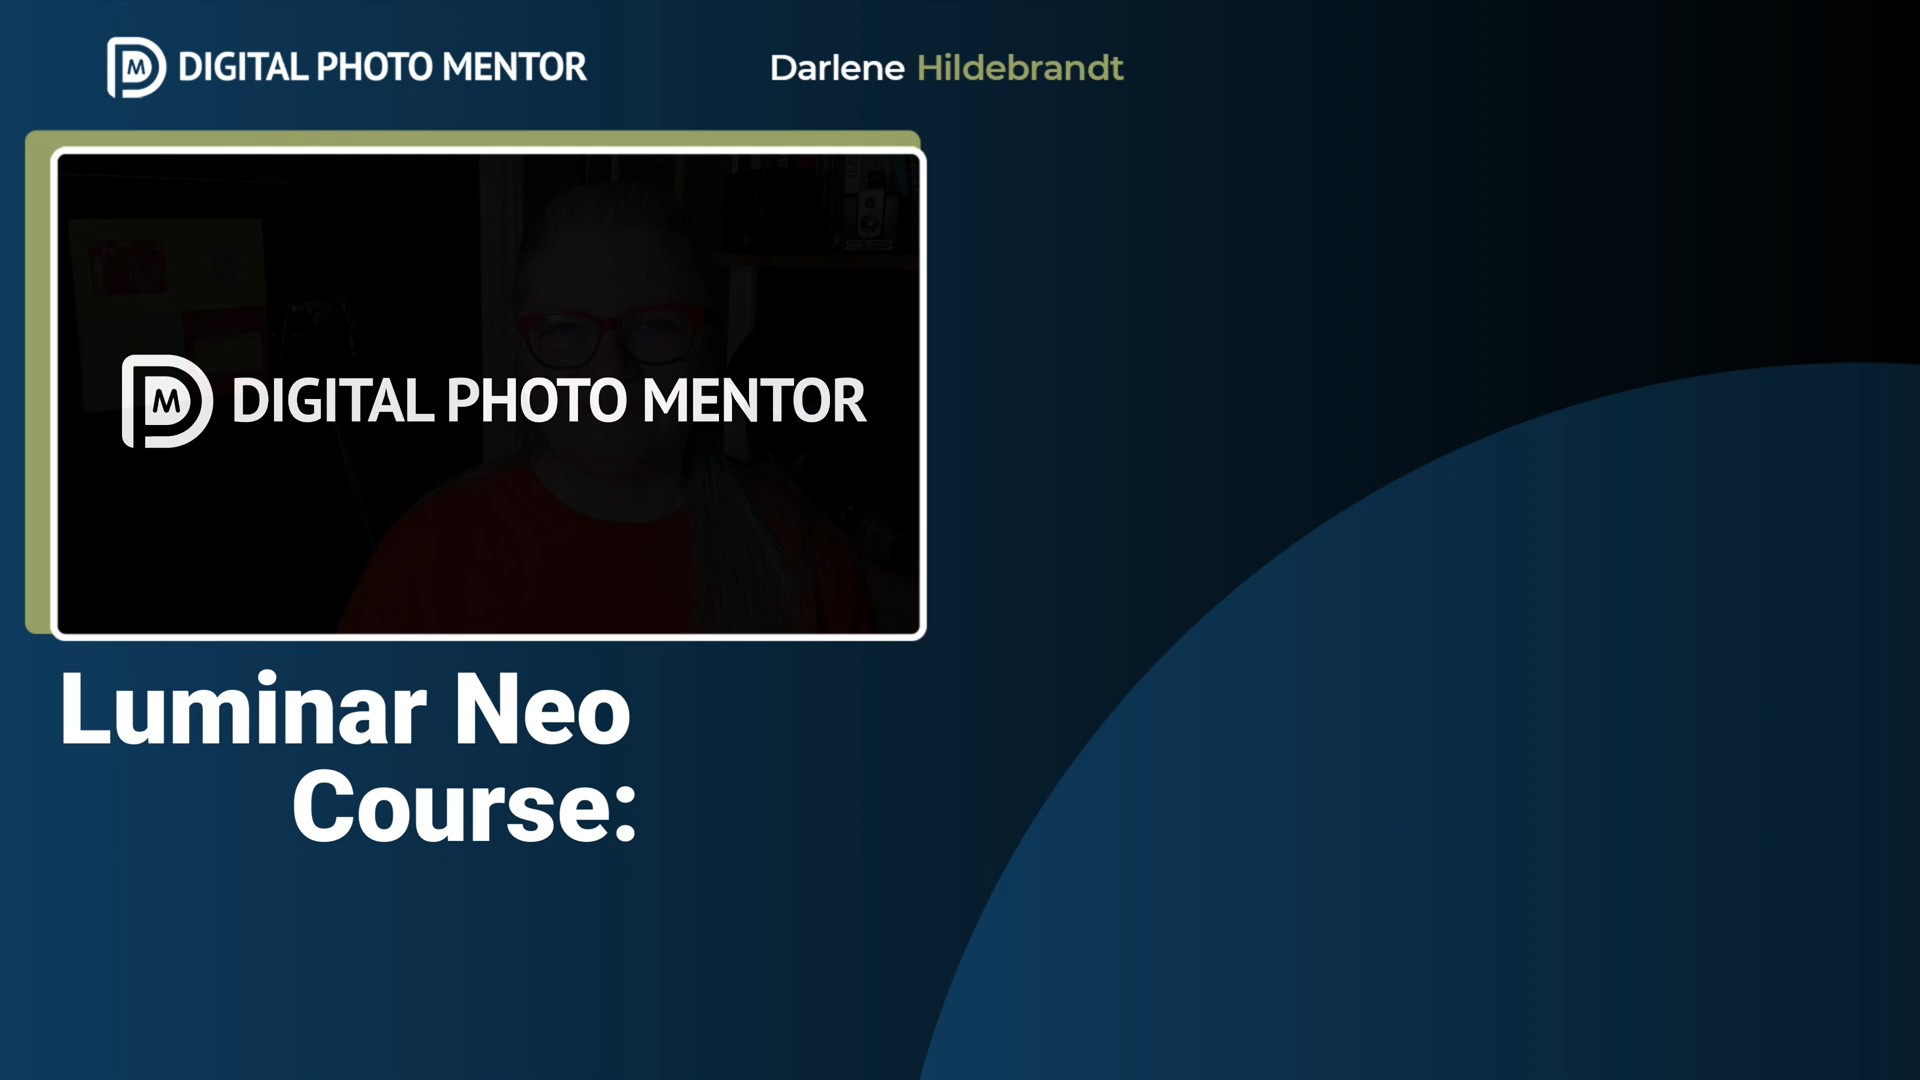 DIGITAL PHOTO MENTOR
Darlene Hildebrandt
DIGITAL PHOTO MENTOR
Luminar Neo
Course: